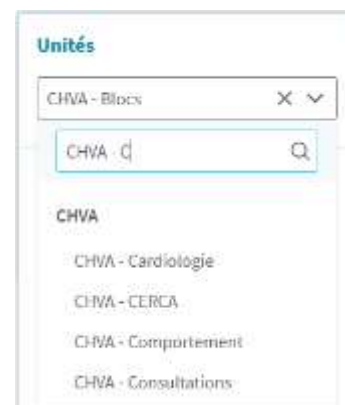 Unités
CHVA - Blocs
CHVA - C
CHVA
CHVA - Cardiologie
CHVA - CERCA
CHVA - Comportement
CHVA - Consultations